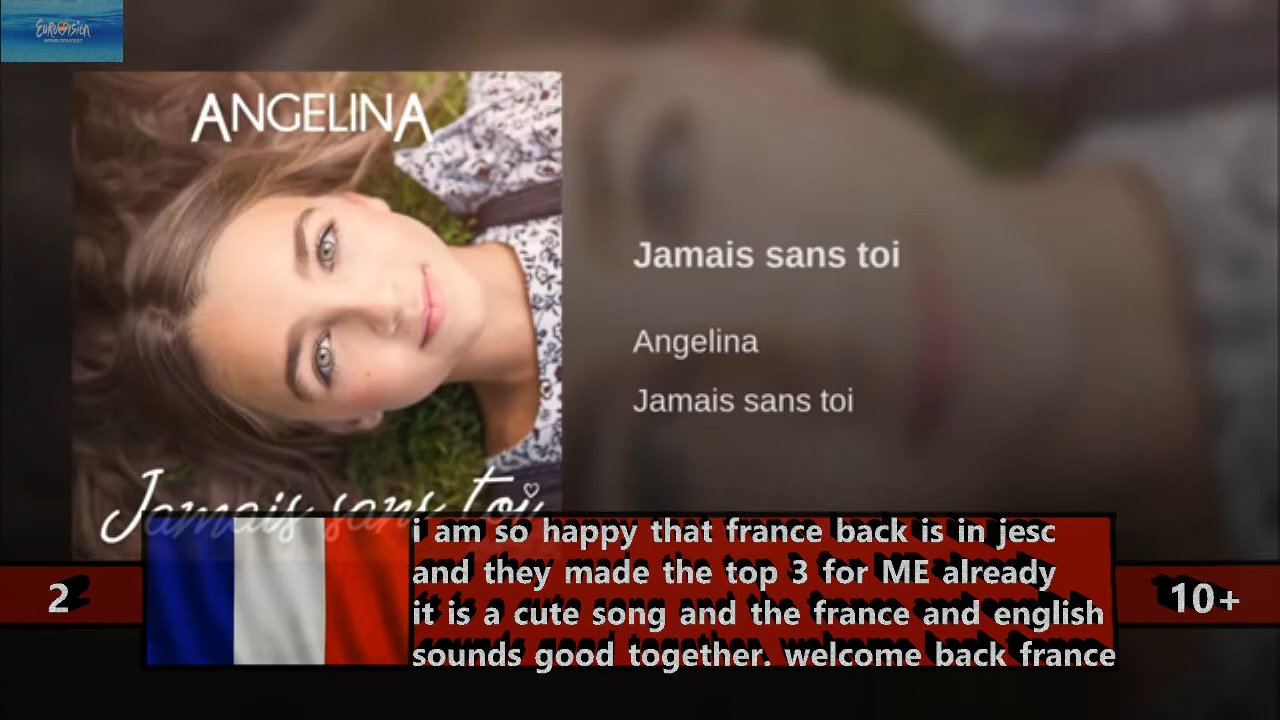 EUROVISION
SONG CONTEST
ANGELINA
Jamais sans toi
Angelina
Jamais sans toi
Jamais sans toi
i am so happy that france back is in jesc
and they made the top 3 for ME already
it is a cute song and the france and english
sounds good together. welcome back france
2
10+